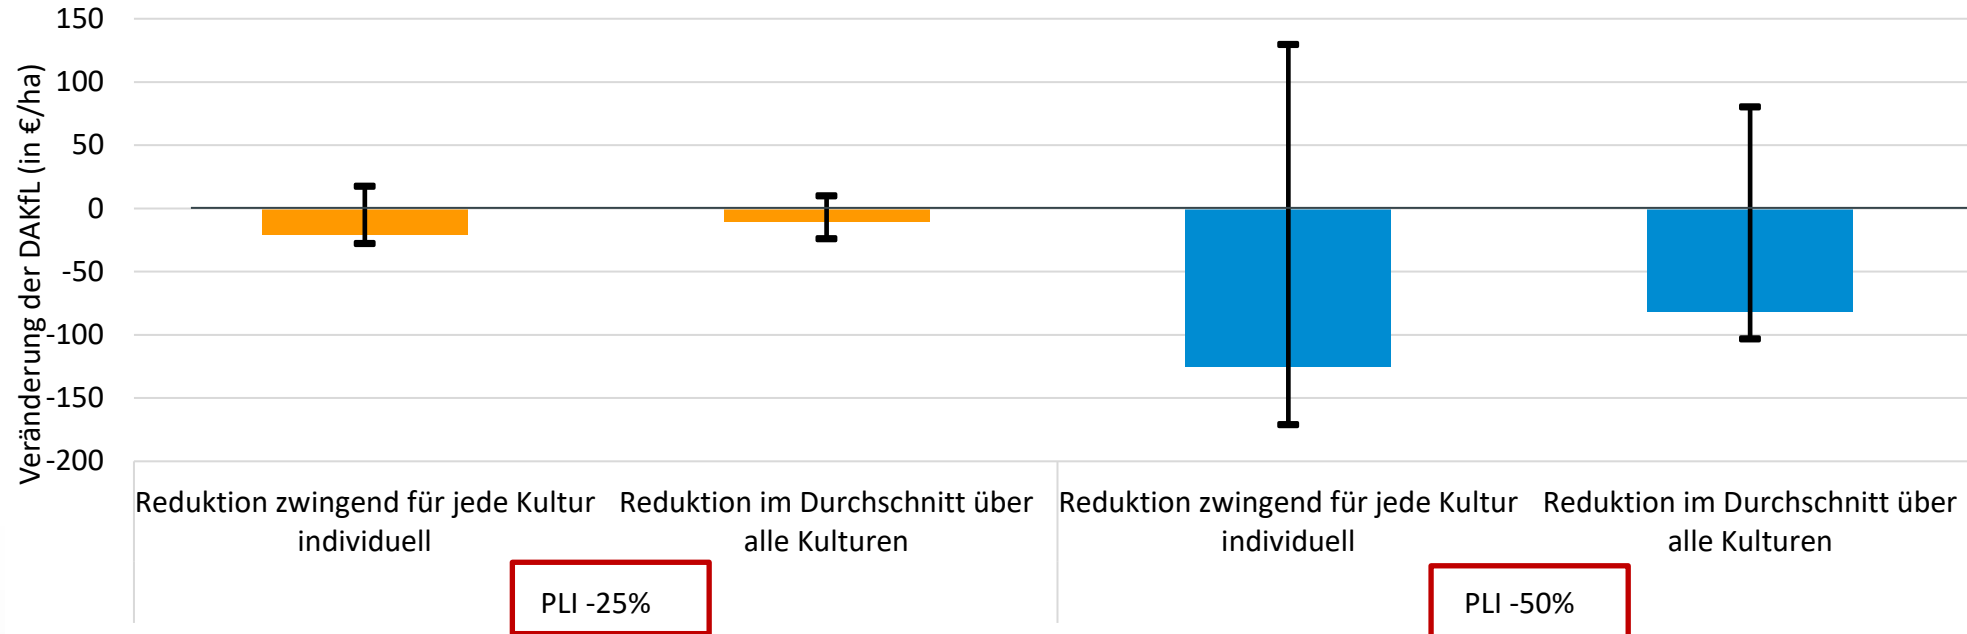 Veränderung der DAKfL (in €/ha)
150
100
50
0
-50
-100
-150
-200
Reduktion zwingend für jede Kultur
individuell
Reduktion im Durchschnitt über
alle Kulturen
Reduktion zwingend für jede Kultur
individuell
Reduktion im Durchschnitt über
alle Kulturen
PLI -25%
PLI -50%